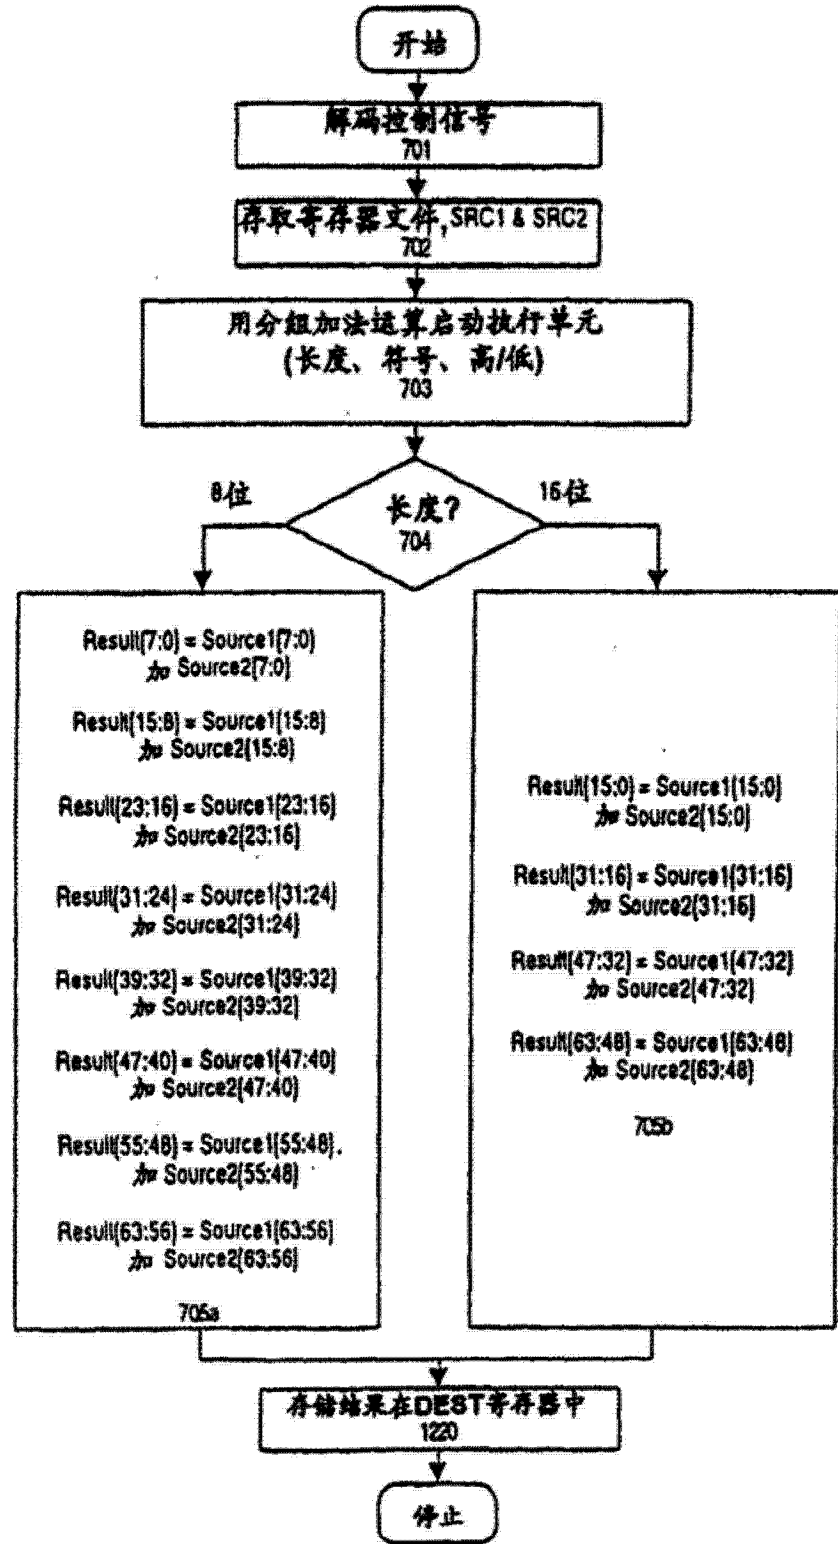 开始
解码控制信号
701
存取寄存器文件,SRC1 & SRC2
702
用分组加法运算启动执行单元
(长度、符号、高/低)
703
8位
长度?
704
16位
Result(7:0) = Source1(7:0)
加 Source2(7:0)
Result(15:8) = Source1(15:8)
加 Source2(15:8)
Result(23:16) = Source1(23:16)
加 Source2(23:16)
Result(31:24) = Source1(31:24)
加 Source2(31:24)
Result(39:32) = Source1(39:32)
加 Source2(39:32)
Result(47:40) = Source1(47:40)
加 Source2(47:40)
Result(55:48) = Source1(55:48).
加 Source2(55:48)
Result(63:56) = Source1(63:56)
加 Source2(63:56)
705a
Result(15:0) = Source1(15:0)
加 Source2(15:0)
Result(31:16) = Source1(31:16)
加 Source2(31:16)
Result(47:32) = Source1(47:32)
加 Source2(47:32)
Result(63:48) = Source1(63:48)
加 Source2(63:48)
705b
存储结果在DEST寄存器中
1220
停止